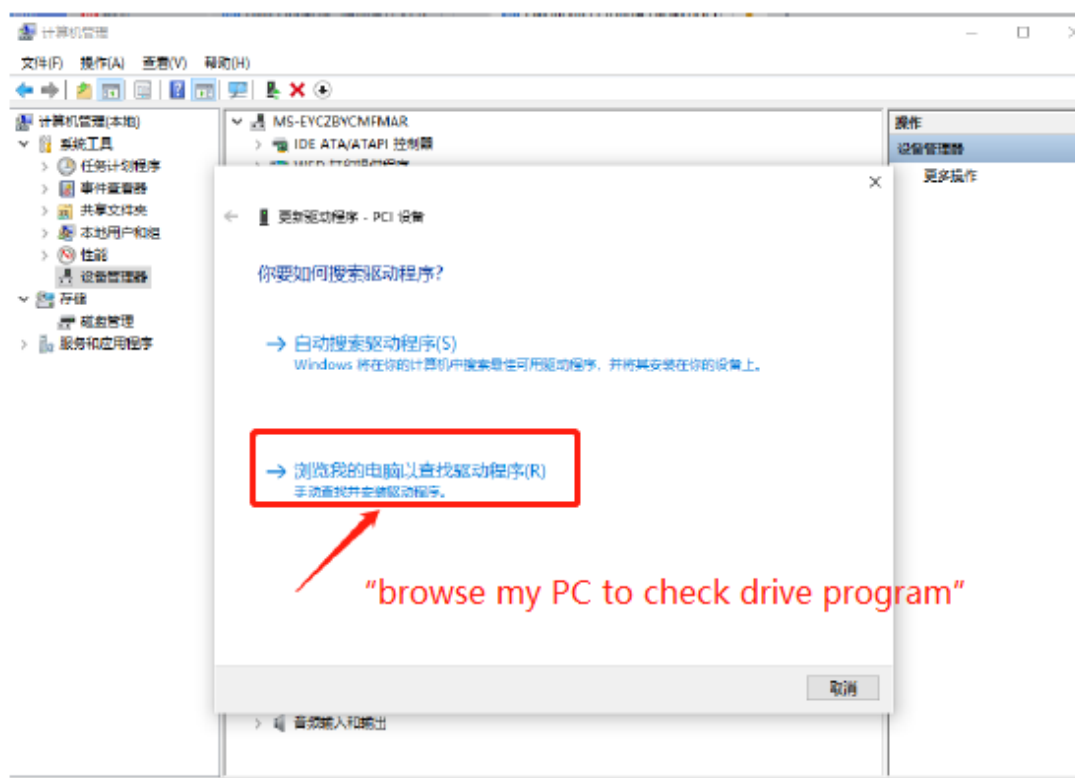 计算机管理
文件(F) 操作(A) 查看(V) 帮助(H)
计算机管理(本地)
系统工具
任务计划程序
事件查看器
共享文件夹
本地用户和组
性能
设备管理器
存储
磁盘管理
服务和应用程序
MS-EYCZBYCMFMAR
IDE ATA/ATAPI 控制器
操作
设备管理器
更多操作
更新驱动程序 - PCI 设备
你要如何搜索驱动程序?
自动搜索驱动程序(S)
Windows 将在你的计算机中搜索最佳可用驱动程序，并将其安装在你的设备上。
浏览我的电脑以查找驱动程序(R)
手动查找并安装驱动程序。
“browse my PC to check drive program”
取消
音频输入和输出